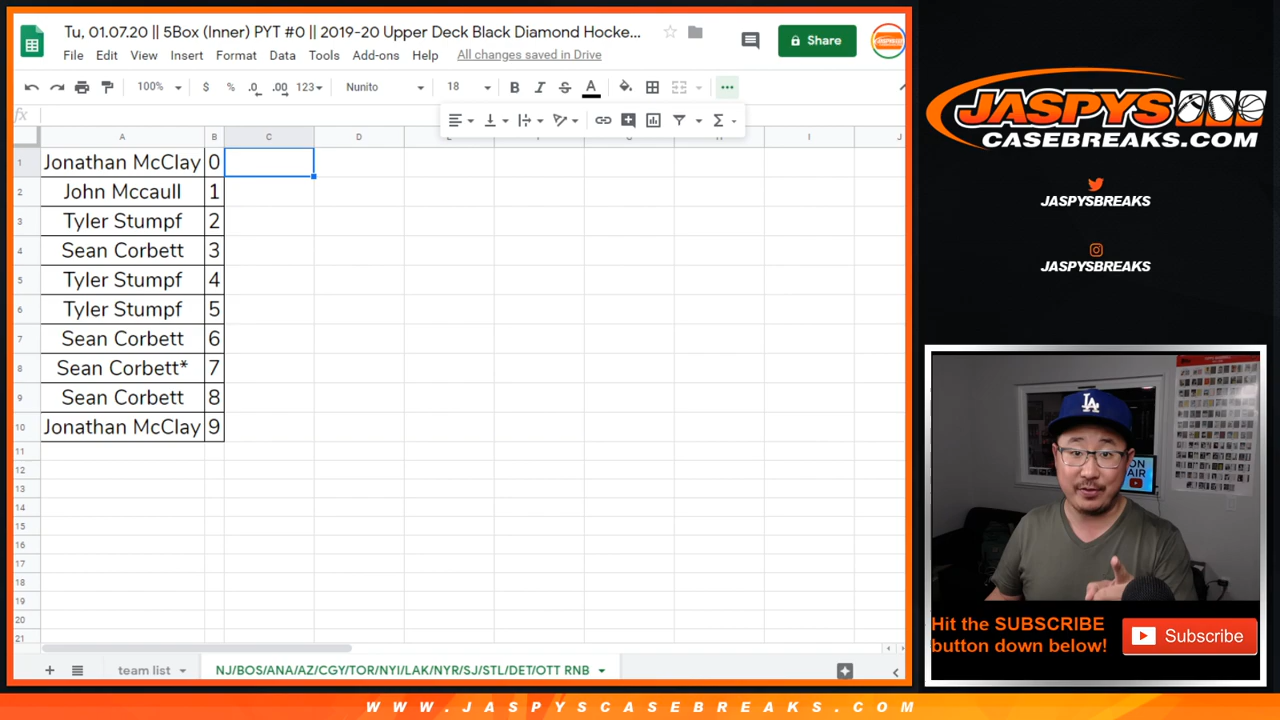 Tu, 01.07.20 || 5Box (Inner) PYT #0 || 2019-20 Upper Deck Black Diamond Hocke...
File Edit View Insert Format Data Tools Add-ons Help All changes saved in Drive
Share
100% $ % .0 .00 123 Nunito 18 B I S A
fx
A B C D I J
1 Jonathan McClay 0
2 John Mccaull 1
3 Tyler Stumpf 2
4 Sean Corbett 3
5 Tyler Stumpf 4
6 Tyler Stumpf 5
7 Sean Corbett 6
8 Sean Corbett* 7
9 Sean Corbett 8
10 Jonathan McClay 9
11
12
13
14
15
16
17
18
19
20
21
team list
NJ/BOS/ANA/AZ/CGY/TOR/NYI/LAK/NYR/SJ/STL/DET/OTT RNB
JASPYS
CASEBREAKS.COM
JASPYSBREAKS
JASPYSBREAKS
LA
ON
AIR
Hit the SUBSCRIBE
button down below!
Subscribe
WWW.JASPYSCASEBREAKS.COM